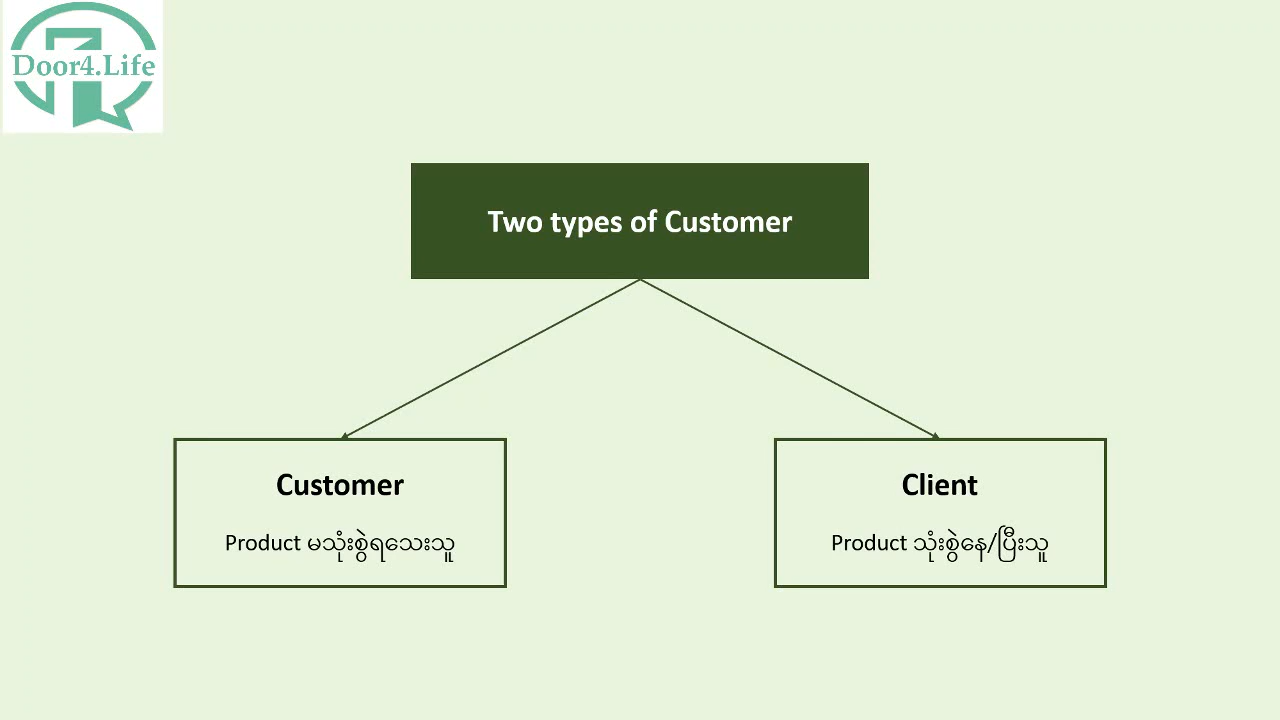 Door4.Life
Two types of Customer
Customer
Product မသုံးစွဲရသေးသူ
Client
Product သုံးစွဲနေ/ပြီးသူ